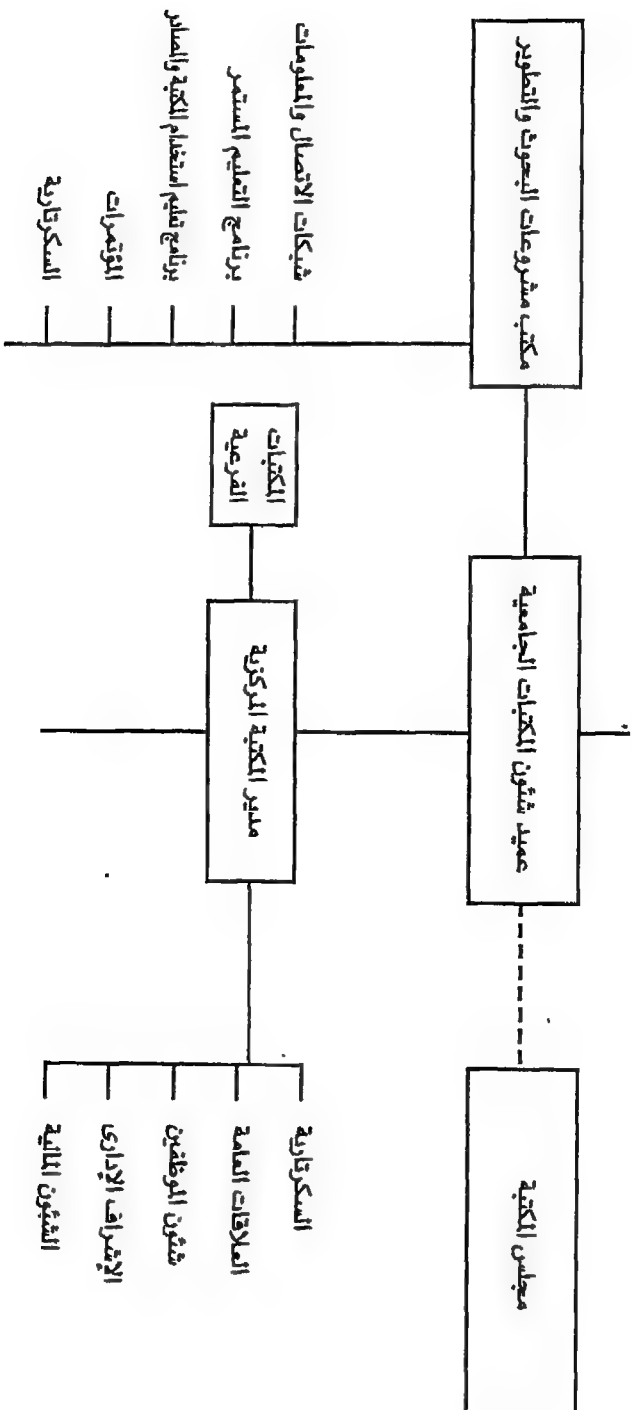 مجلس المكتبة
عميد شئون المكتبات الجامعية
مكتب مشروعات البحوث والتطوير
السكرتارية
العلاقات العامة
شئون الموظفين
الإشراف الإدارى
الشئون المالية
مدير المكتبة المركزية
المكتبات
الفرعية
شبكات الاتصال والمعلومات
برنامج التعليم المستمر
برنامج تعليم استخدام المكتبة والمصادر
المؤتمرات
السكرتارية